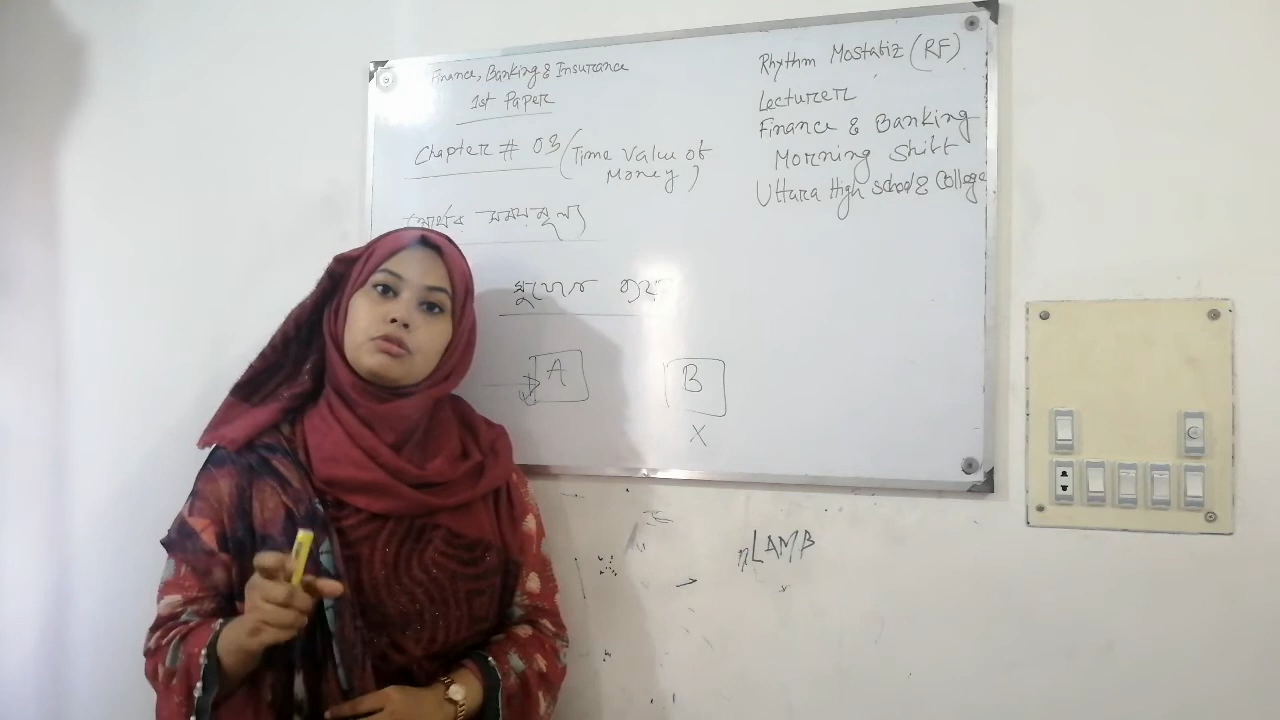 Finance, Banking & Insurance
1st Paper
Chapter # 03 (Time Value of
Money)
(অর্থের সময়মূল্য)
সুযোগ ব্যয়
A
B
X
Rhythm Mostafiz (RF)
Lecturer
Finance & Banking
Morning Shift
Uttara High School & College
LAMB